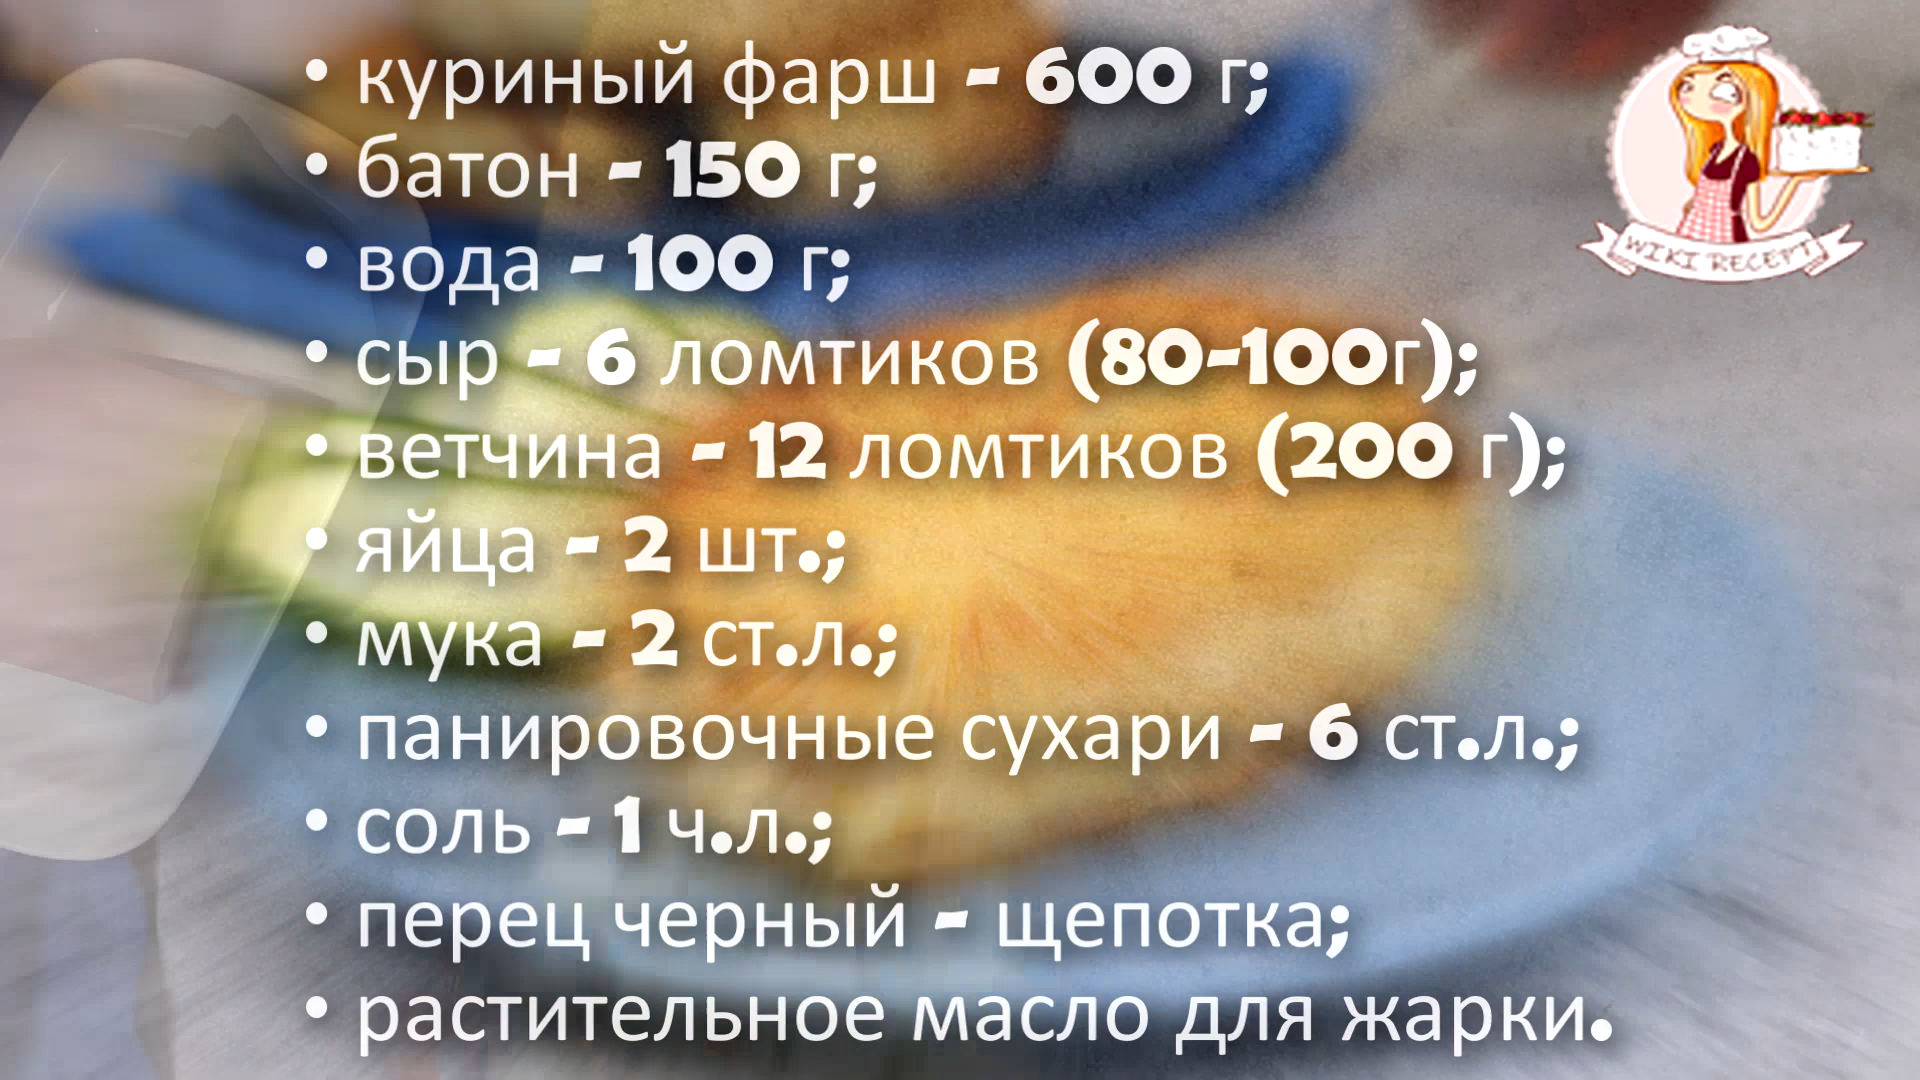 • куриный фарш - 600 г;
• батон - 150 г;
• вода - 100 г;
• сыр - 6 ломтиков (80-100г);
• ветчина - 12 ломтиков (200 г);
• яйца - 2 шт.;
• мука - 2 ст.л.;
• панировочные сухари - 6 ст.л.;
• соль - 1 ч.л.;
• перец черный - щепотка;
• растительное масло для жарки.
WIKI RECEPT